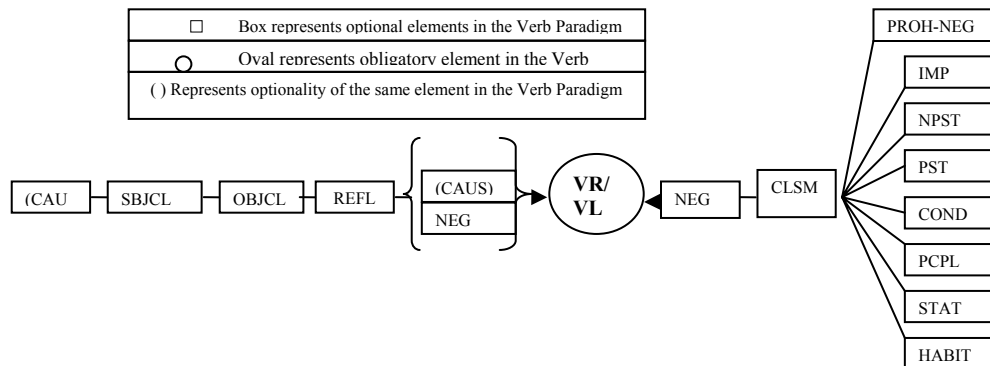 □ Box represents optional elements in the Verb Paradigm
Oval represents obligatory element in the Verb
( ) Represents optionality of the same element in the Verb Paradigm
PROH-NEG
IMP
NPST
PST
COND
PCPL
STAT
HABIT
(CAU
SBJCL
OBJCL
REFL
(CAUS)
NEG
VR/
VL
NEG
CLSM